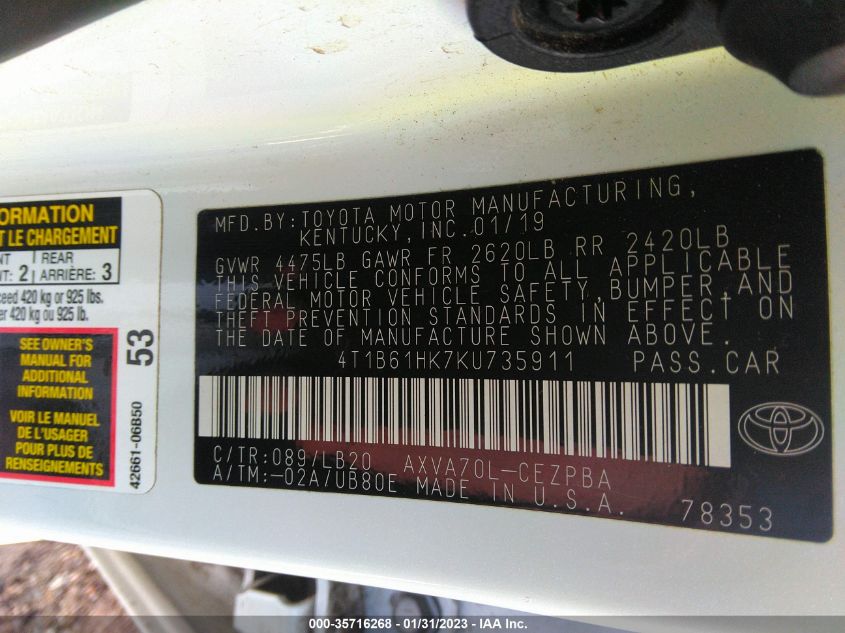 ORMATION
T LE CHARGEMENT
NT REAR
NT: 2 ARRIÈRE: 3
ceed 420 kg or 925 lbs.
er 420 kg ou 925 lb.
SEE OWNER'S
MANUAL FOR
ADDITIONAL
INFORMATION
VOIR LE MANUEL
DE L'USAGER
POUR PLUS DE
RENSEIGNEMENTS
53
42661-06B50
MFD.BY:TOYOTA MOTOR MANUFACTURING,
KENTUCKY,INC.01/19
GVWR 4475LB GAWR FR 2620LB RR 2420LB
THIS VEHICLE CONFORMS TO ALL APPLICABLE
FEDERAL MOTOR VEHICLE SAFETY,BUMPER,AND
THEFT PREVENTION STANDARDS IN EFFECT ON
THE DATE OF MANUFACTURE SHOWN ABOVE.
4T1B61HK7KU735911 PASS.CAR
C/TR:089/LB20 AXVA70L-CEZPBA
A/TM:-02A/UB80E MADE IN U.S.A.
78353
000-35716268 - 01/31/2023 - IAA Inc.